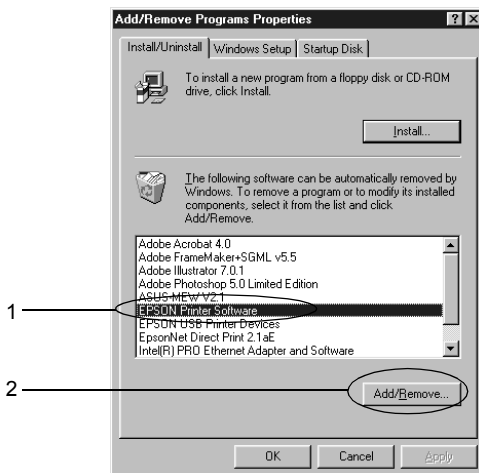 Add/Remove Programs Properties
Install/Uninstall
Windows Setup
Startup Disk
To install a new program from a floppy disk or CD-ROM
drive, click Install.
Install...
The following software can be automatically removed by
Windows. To remove a program or to modify its installed
components, select it from the list and click
Add/Remove.
Adobe Acrobat 4.0
Adobe FrameMaker+SGML v5.5
Adobe Illustrator 7.0.1
Adobe Photoshop 5.0 Limited Edition
ASUS-MEW V2.1
1
EPSON Printer Software
EPSON USB Printer Devices
EpsonNet Direct Print 2.1aE
Intel(R) PRO Ethernet Adapter and Software
2
Add/Remove...
OK
Cancel
Apply